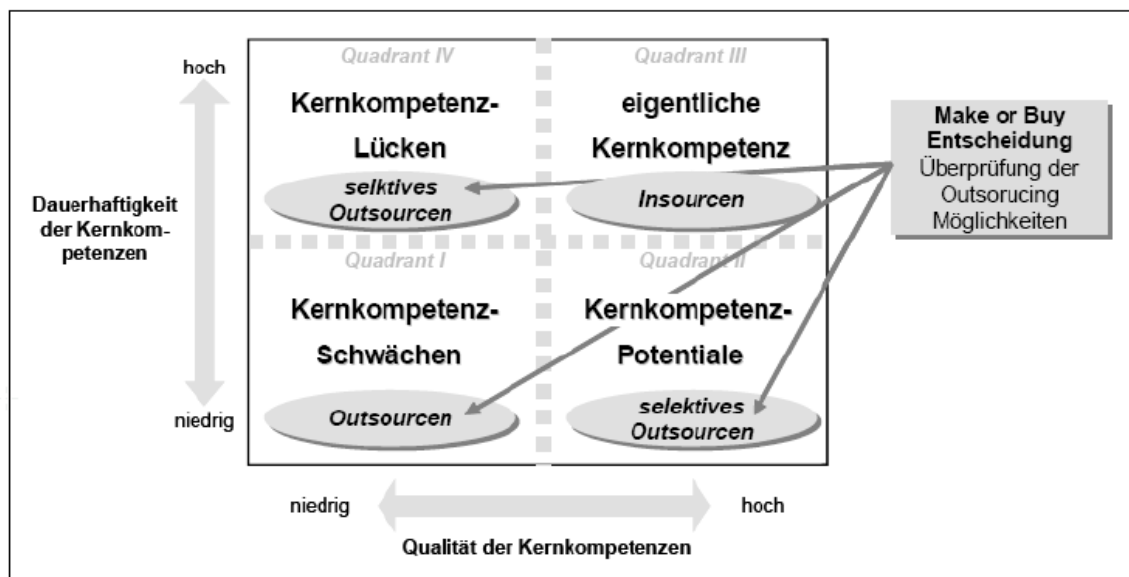 Quadrant IV
Kernkompetenz-
Lücken
selktives
Outsourcen
Quadrant III
eigentliche
Kernkompetenz
Insourcen
Make or Buy
Entscheidung
Überprüfung der
Outsorucing
Möglichkeiten
hoch
Dauerhaftigkeit
der Kernkom-
petenzen
niedrig
Quadrant I
Kernkompetenz-
Schwächen
Outsourcen
Quadrant II
Kernkompetenz-
Potentiale
selektives
Outsourcen
niedrig
hoch
Qualität der Kernkompetenzen